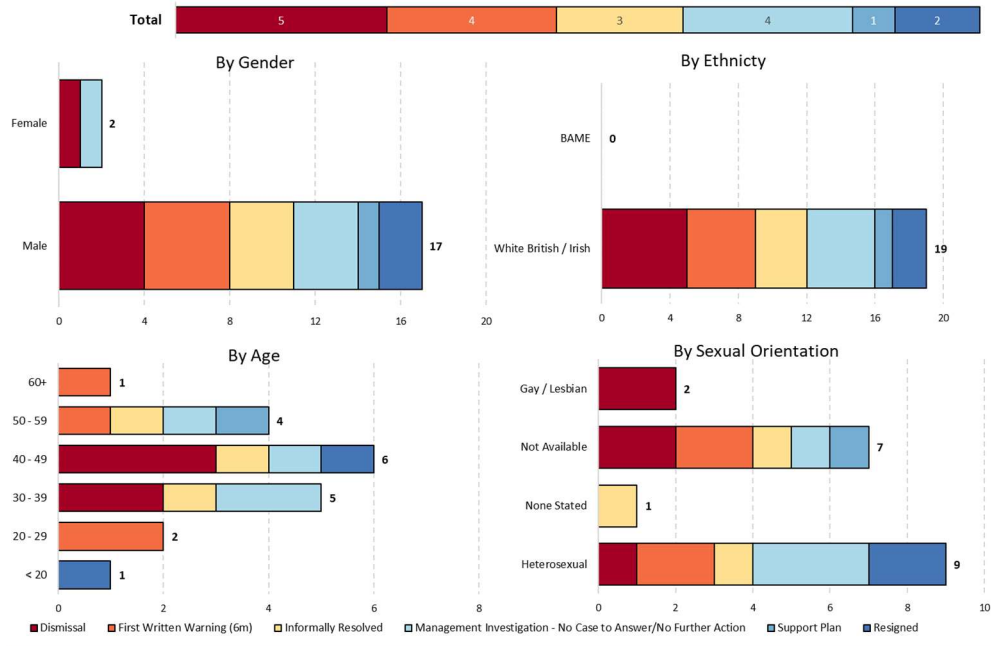 Total 5 4 3 4 1 2
By Gender
Female 2
Male 17
0 4 8 12 16 20
By Ethnicty
BAME 0
White British / Irish 19
0 4 8 12 16 20
By Age
60+ 1
50 - 59 4
40 - 49 6
30 - 39 5
20 - 29 2
< 20 1
0 2 4 6 8
By Sexual Orientation
Gay / Lesbian 2
Not Available 7
None Stated 1
Heterosexual 9
0 2 4 6 8 10
Dismissal First Written Warning (6m) Informally Resolved Management Investigation - No Case to Answer/No Further Action Support Plan Resigned